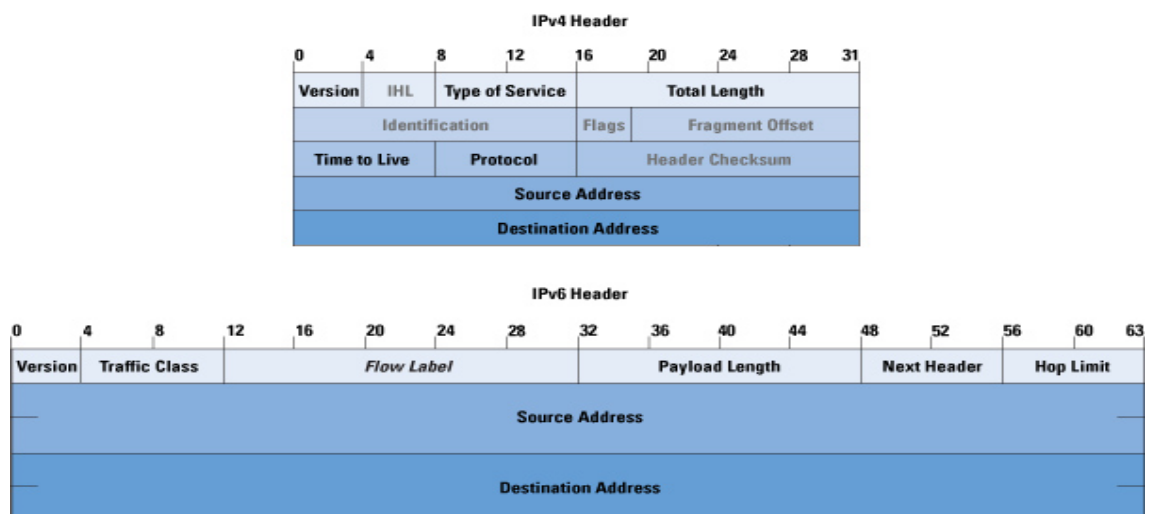 IPv4 Header
0 4 8 12 16 20 24 28 31
Version IHL Type of Service Total Length
Identification Flags Fragment Offset
Time to Live Protocol Header Checksum
Source Address
Destination Address
IPv6 Header
0 4 8 12 16 20 24 28 32 36 40 44 48 52 56 60 63
Version Traffic Class Flow Label Payload Length Next Header Hop Limit
Source Address
Destination Address